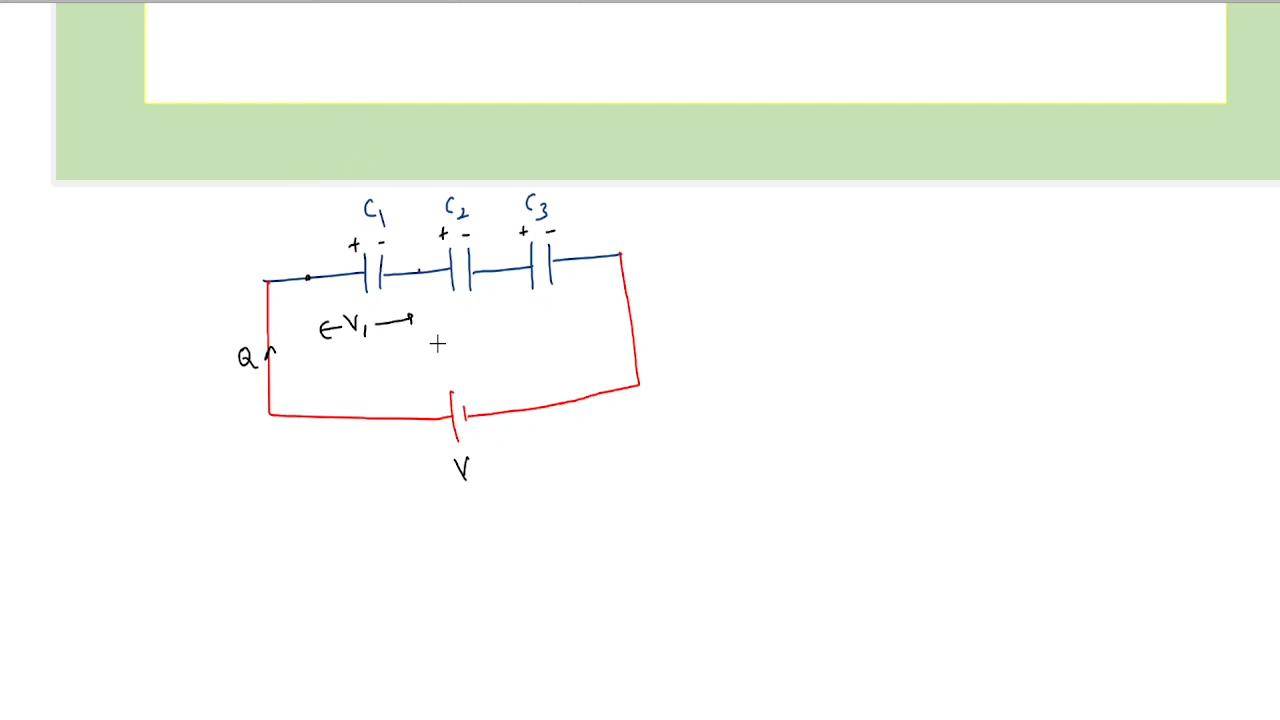 C1 C2 C3
+ - + - + -
V1
Q
V